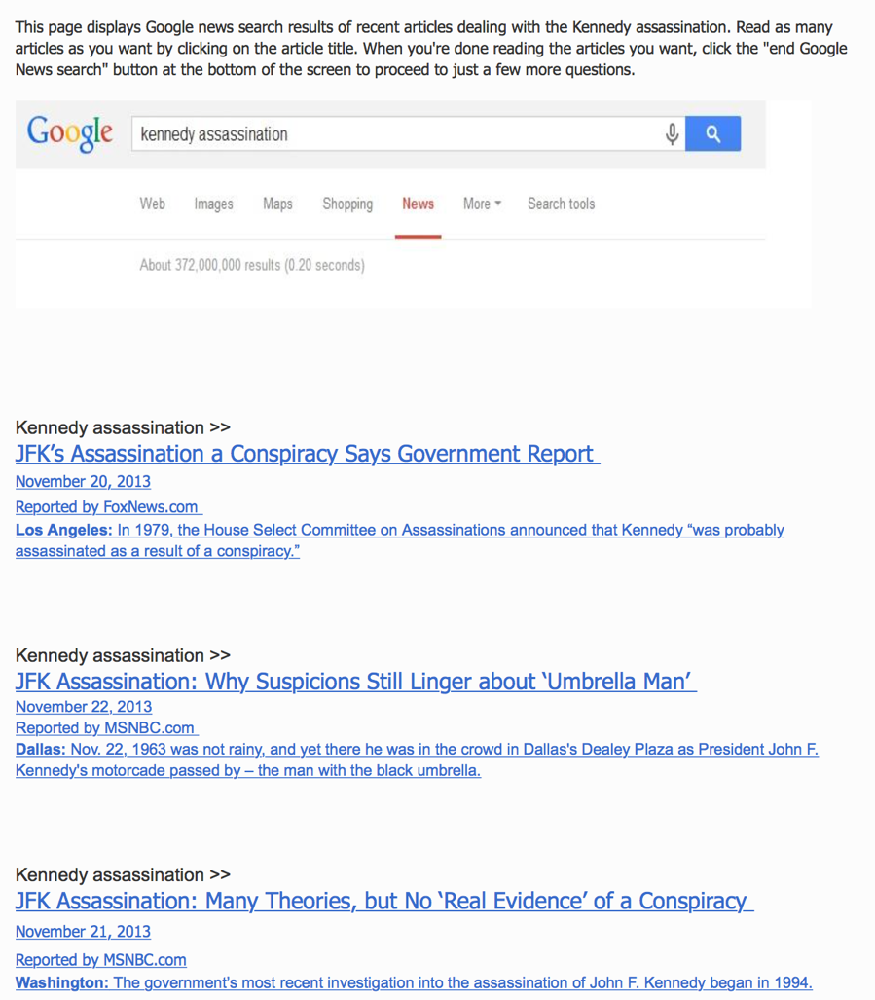 This page displays Google news search results of recent articles dealing with the Kennedy assassination. Read as many
articles as you want by clicking on the article title. When you're done reading the articles you want, click the "end Google
News search" button at the bottom of the screen to proceed to just a few more questions.
Google kennedy assassination
Web Images Maps Shopping News More Search tools
About 372,000,000 results (0.20 seconds)
Kennedy assassination >>
JFK’s Assassination a Conspiracy Says Government Report
November 20, 2013
Reported by FoxNews.com
Los Angeles: In 1979, the House Select Committee on Assassinations announced that Kennedy “was probably
assassinated as a result of a conspiracy.”
Kennedy assassination >>
JFK Assassination: Why Suspicions Still Linger about ‘Umbrella Man’
November 22, 2013
Reported by MSNBC.com
Dallas: Nov. 22, 1963 was not rainy, and yet there he was in the crowd in Dallas's Dealey Plaza as President John F.
Kennedy's motorcade passed by – the man with the black umbrella.
Kennedy assassination >>
JFK Assassination: Many Theories, but No ‘Real Evidence’ of a Conspiracy
November 21, 2013
Reported by MSNBC.com
Washington: The government's most recent investigation into the assassination of John F. Kennedy began in 1994.